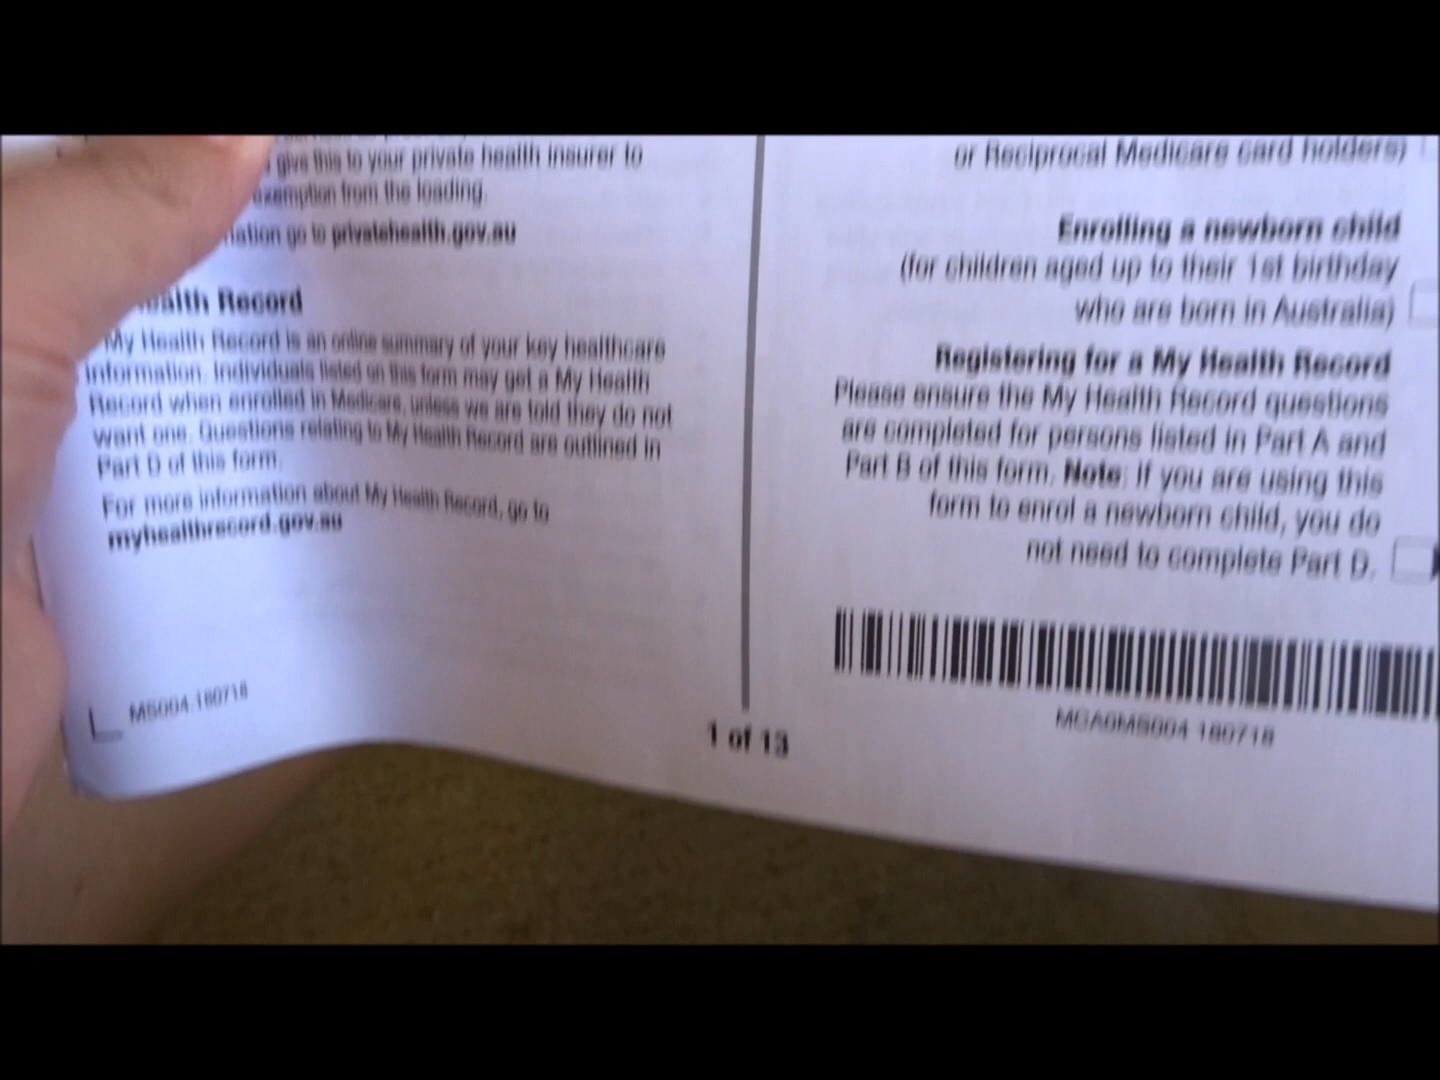 give this to your private health insurer to
exemption from the loading.
go to privatehealth.gov.au
Health Record
My Health Record is an online summary of your key healthcare
information. Individuals listed on this form may get a My Health
Record when enrolled in Medicare, unless we are told they do not
want one. Questions relating to My Health Record are outlined in
Part D of this form.
For more information about My Health Record, go to
myhealthrecord.gov.au
MS004.180718
1 of 13
or Reciprocal Medicare card holders)
Enrolling a newborn child
(for children aged up to their 1st birthday
who are born in Australia)
Registering for a My Health Record
Please ensure the My Health Record questions
are completed for persons listed in Part A and
Part B of this form. Note: if you are using this
form to enrol a newborn child, you do
not need to complete Part D.
MCA0MS004 180718